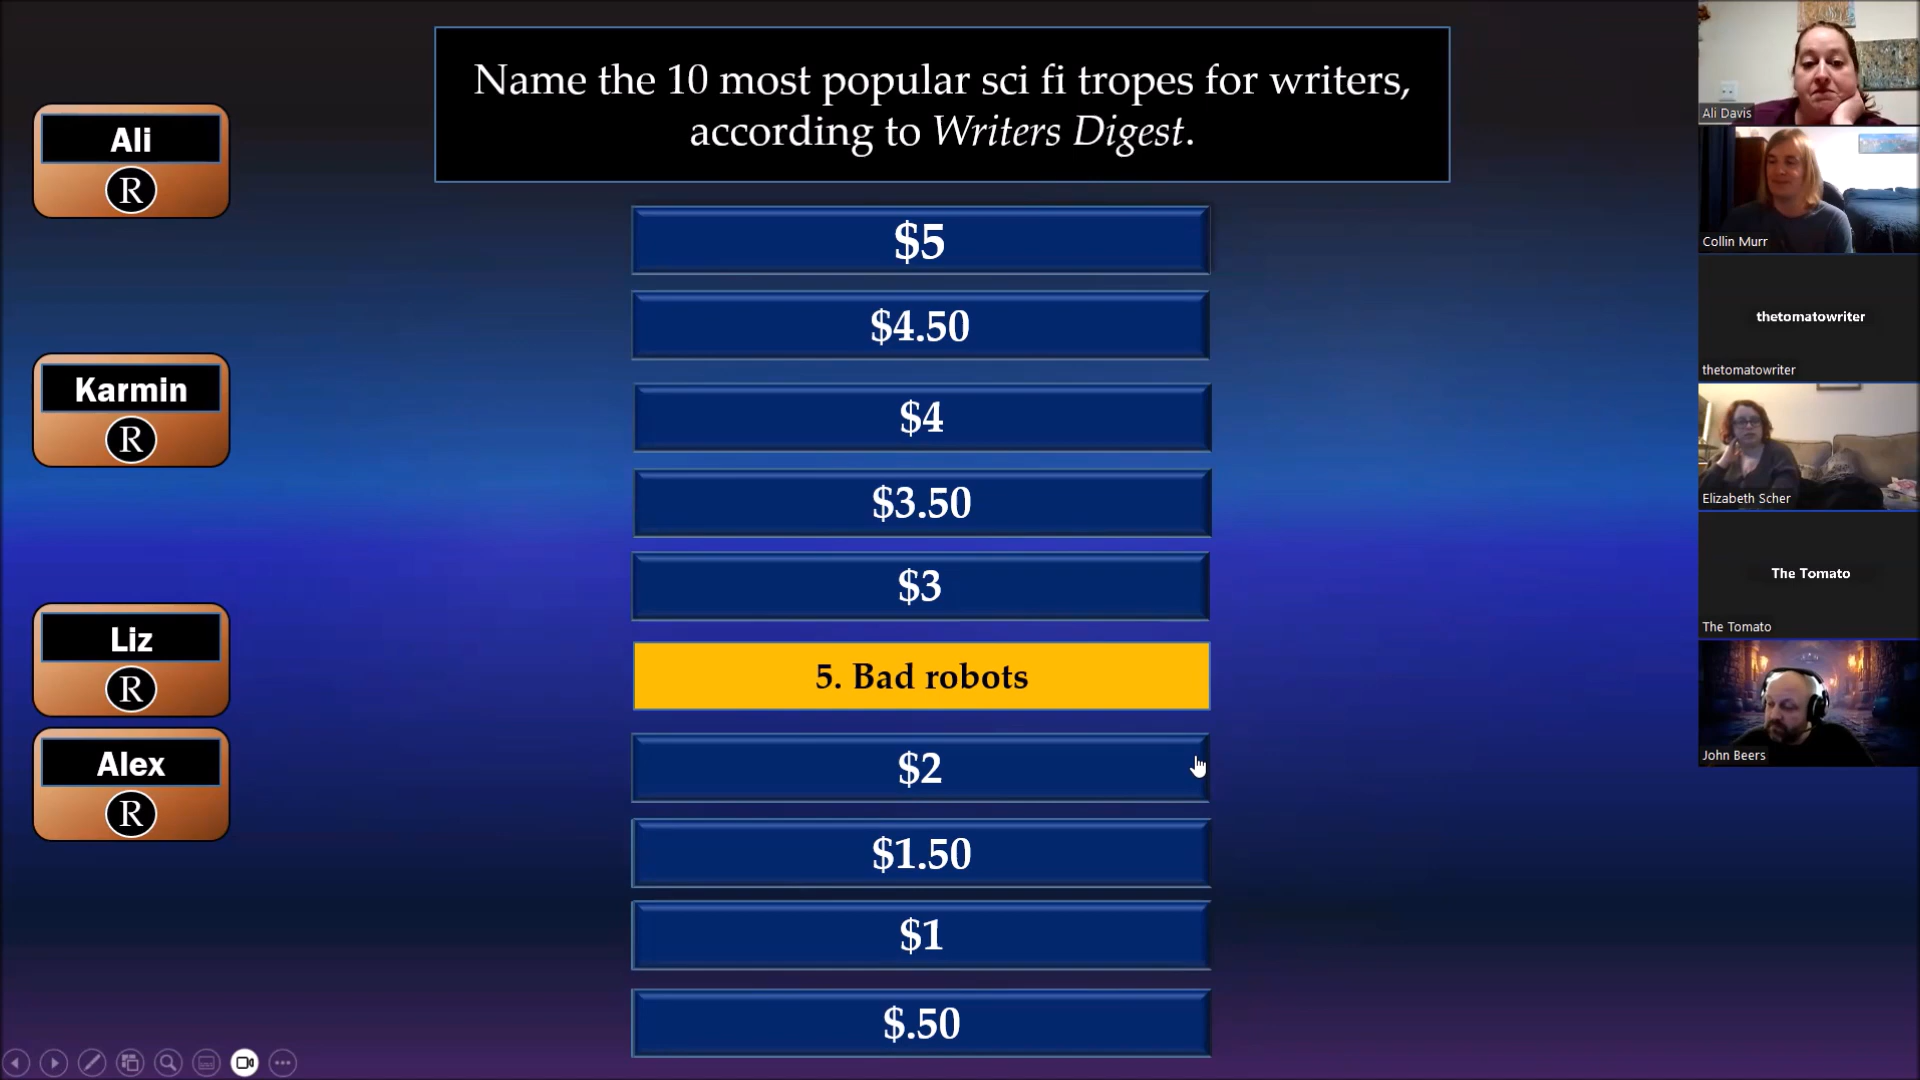 Name the 10 most popular sci fi tropes for writers,
according to Writers Digest.
Ali
R
Karmin
R
Liz
R
Alex
R
$5
$4.50
$4
$3.50
$3
5. Bad robots
$2
$1.50
$1
$.50
Ali Davis
Collin Murr
thetomatowriter
thetomatowriter
Elizabeth Scher
The Tomato
The Tomato
John Beers